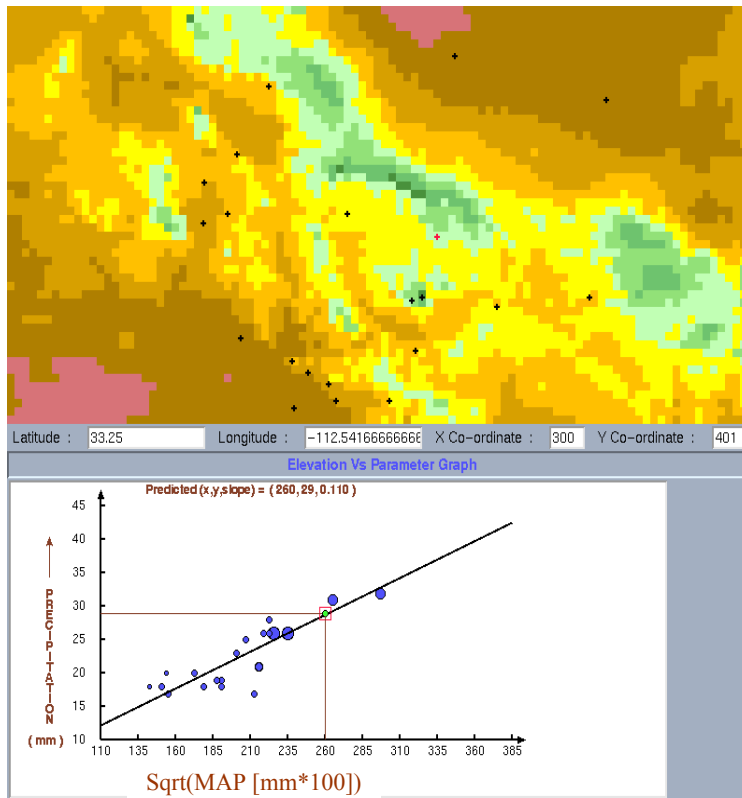 Latitude : 33.25 Longitude : -112.54166666666 X Co-ordinate : 300 Y Co-ordinate : 401
Elevation Vs Parameter Graph
Predicted (x,y,slope) = ( 260, 29, 0.110 )
45
40
35
30
25
20
15
10
PRECIPITATION
( mm )
110 135 160 185 210 235 260 285 310 335 360 385
Sqrt(MAP [mm*100])